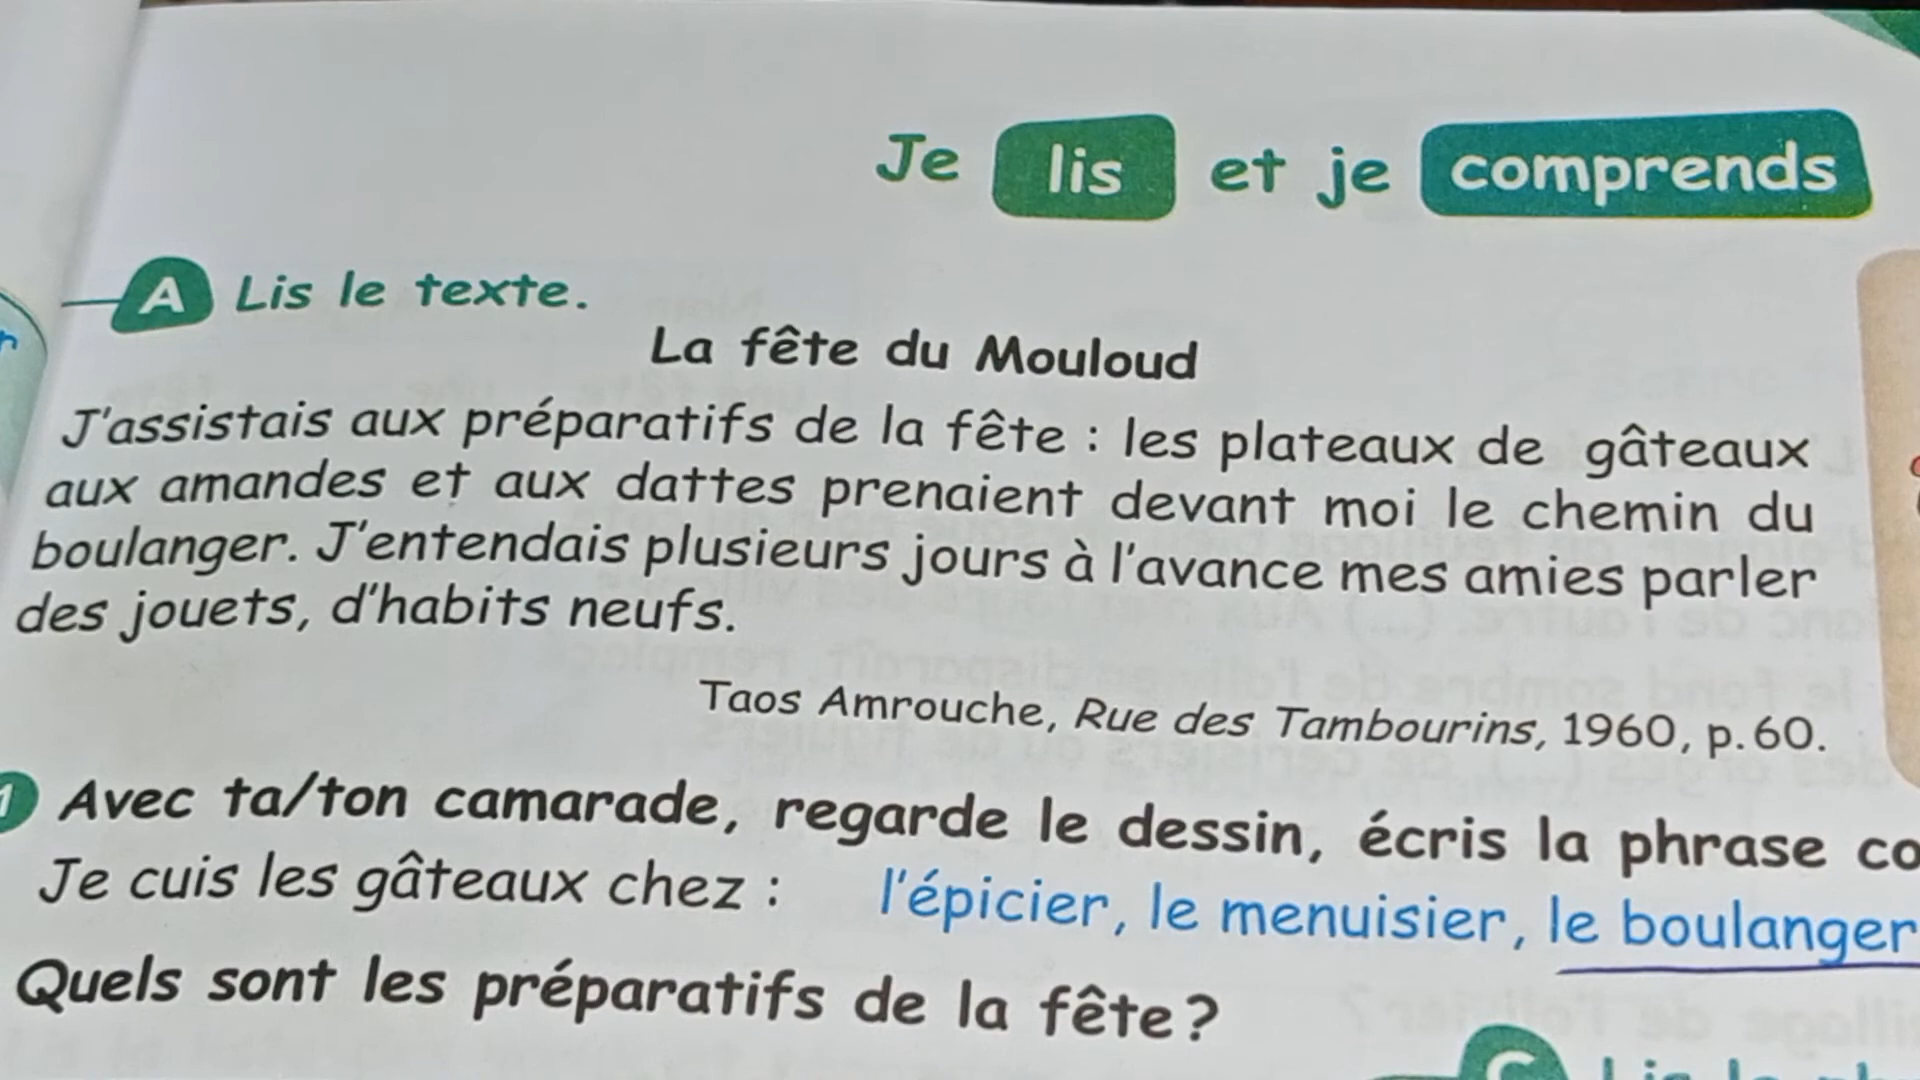 Je lis et je comprends
A Lis le texte.
La fête du Mouloud
J'assistais aux préparatifs de la fête : les plateaux de gâteaux
aux amandes et aux dattes prenaient devant moi le chemin du
boulanger. J'entendais plusieurs jours à l'avance mes amies parler
des jouets, d'habits neufs.
Taos Amrouche, Rue des Tambourins, 1960, p.60.
1 Avec ta/ton camarade, regarde le dessin, écris la phrase
Je cuis les gâteaux chez : l'épicier, le menuisier, le boulanger
Quels sont les préparatifs de la fête?
C